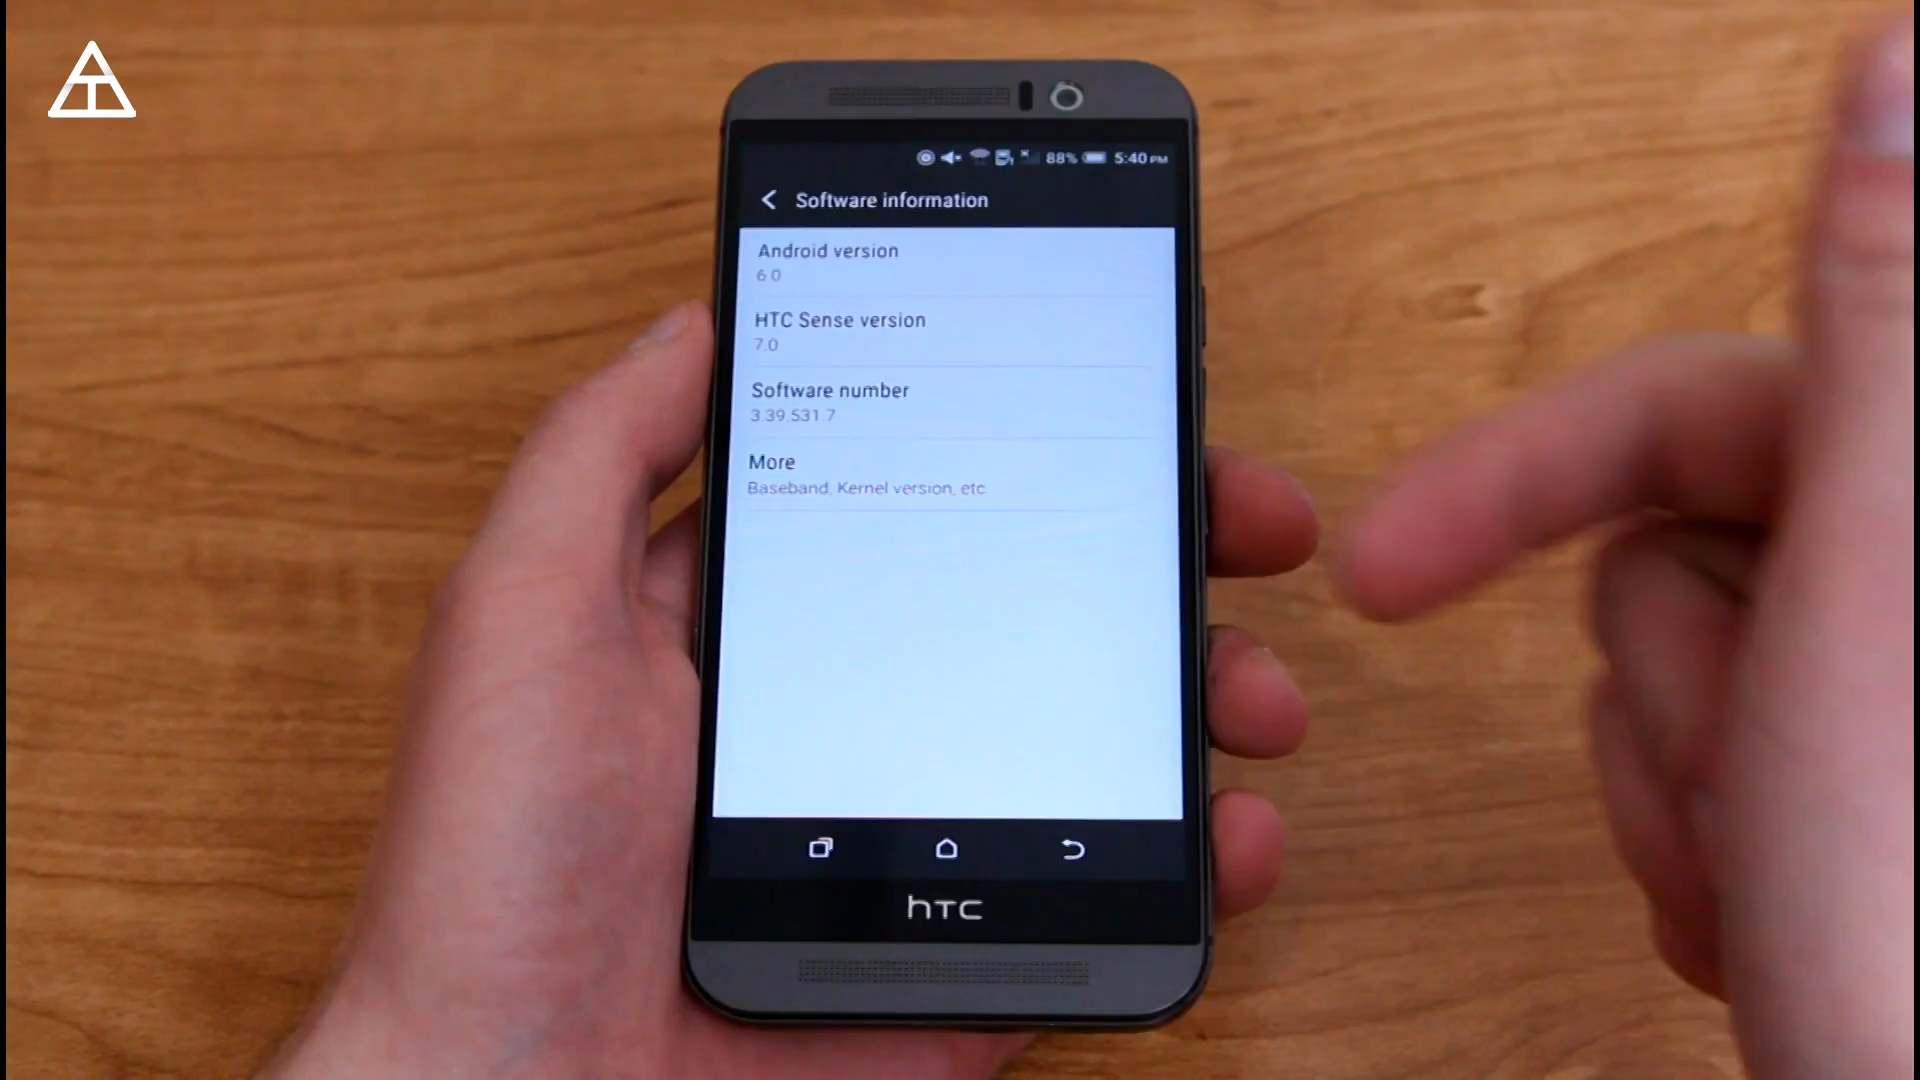 88% 5:40 PM
Software information
Android version
6.0
HTC Sense version
7.0
Software number
3.39.531.7
More
Baseband, Kernel version, etc
hTC